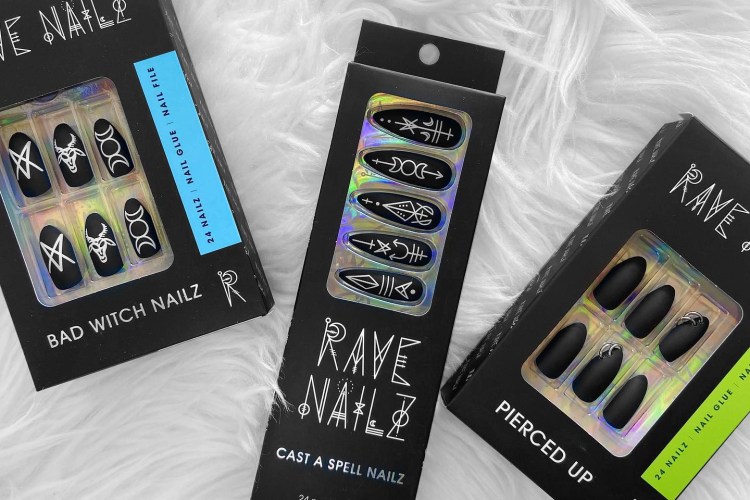 RAVE NAILZ
24 NAILZ | NAIL GLUE | NAIL FILE
BAD WITCH NAILZ
RAVE
NAILZ
CAST A SPELL NAILZ
RAVE
PIERCED UP
24 NAILZ | NAIL GLUE |